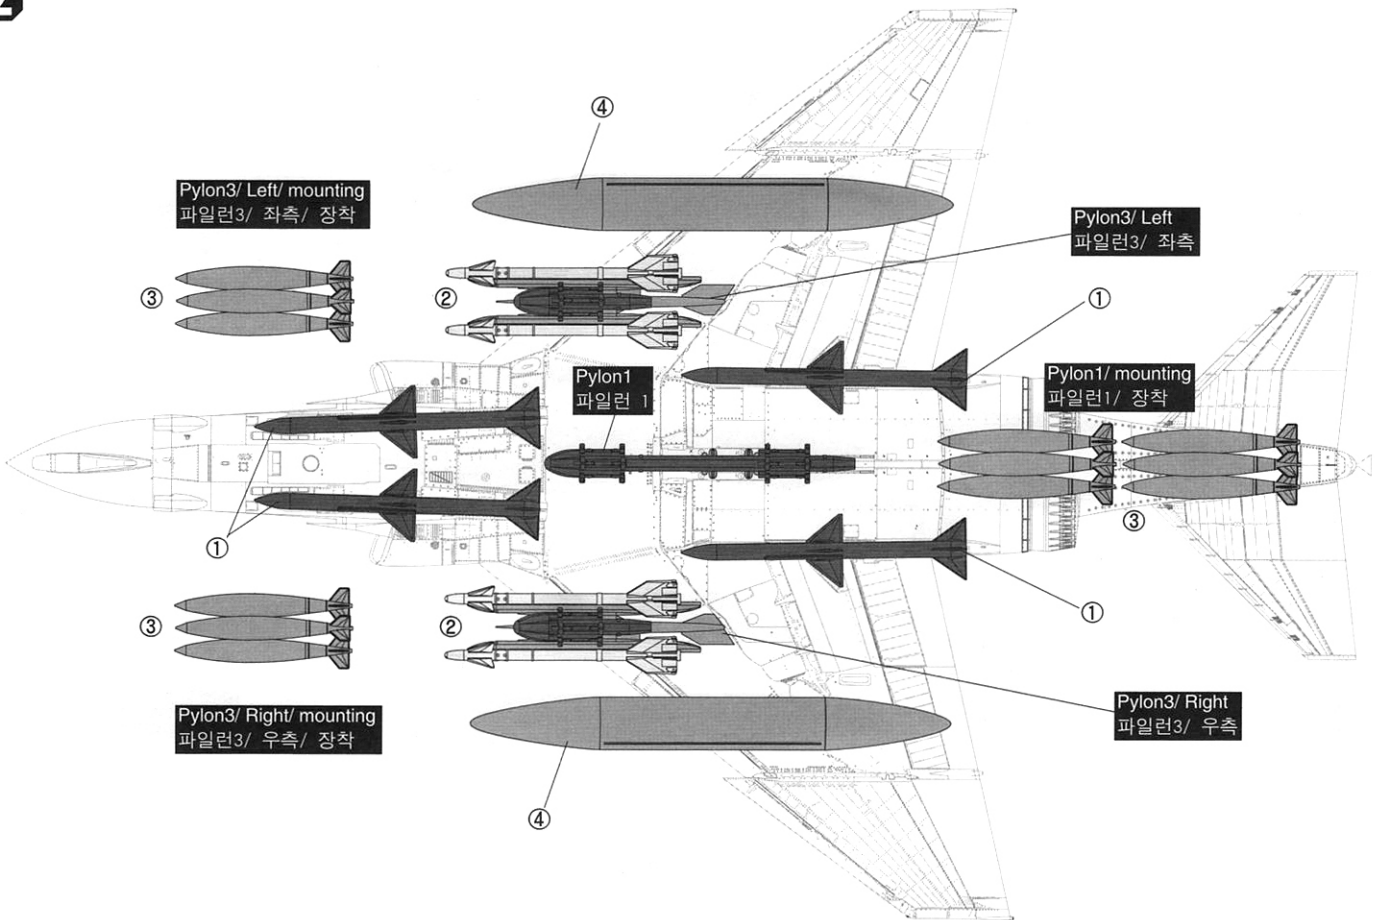 ④
Pylon3/ Left/ mounting
파일런3/ 좌측/ 장착
Pylon3/ Left
파일런3/ 좌측
③
②
①
Pylon1
파일런 1
Pylon1/ mounting
파일런1/ 장착
①
③
①
③
②
Pylon3/ Right/ mounting
파일런3/ 우측/ 장착
Pylon3/ Right
파일런3/ 우측
④